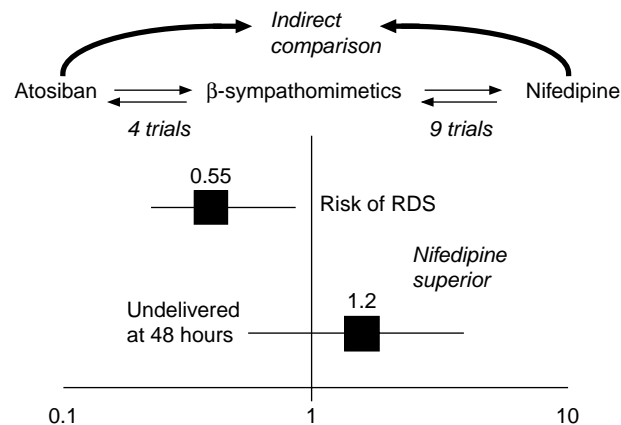 Indirect
comparison
Atosiban β-sympathomimetics Nifedipine
4 trials 9 trials
0.55
Risk of RDS
Nifedipine
superior
1.2
Undelivered
at 48 hours
0.1 1 10